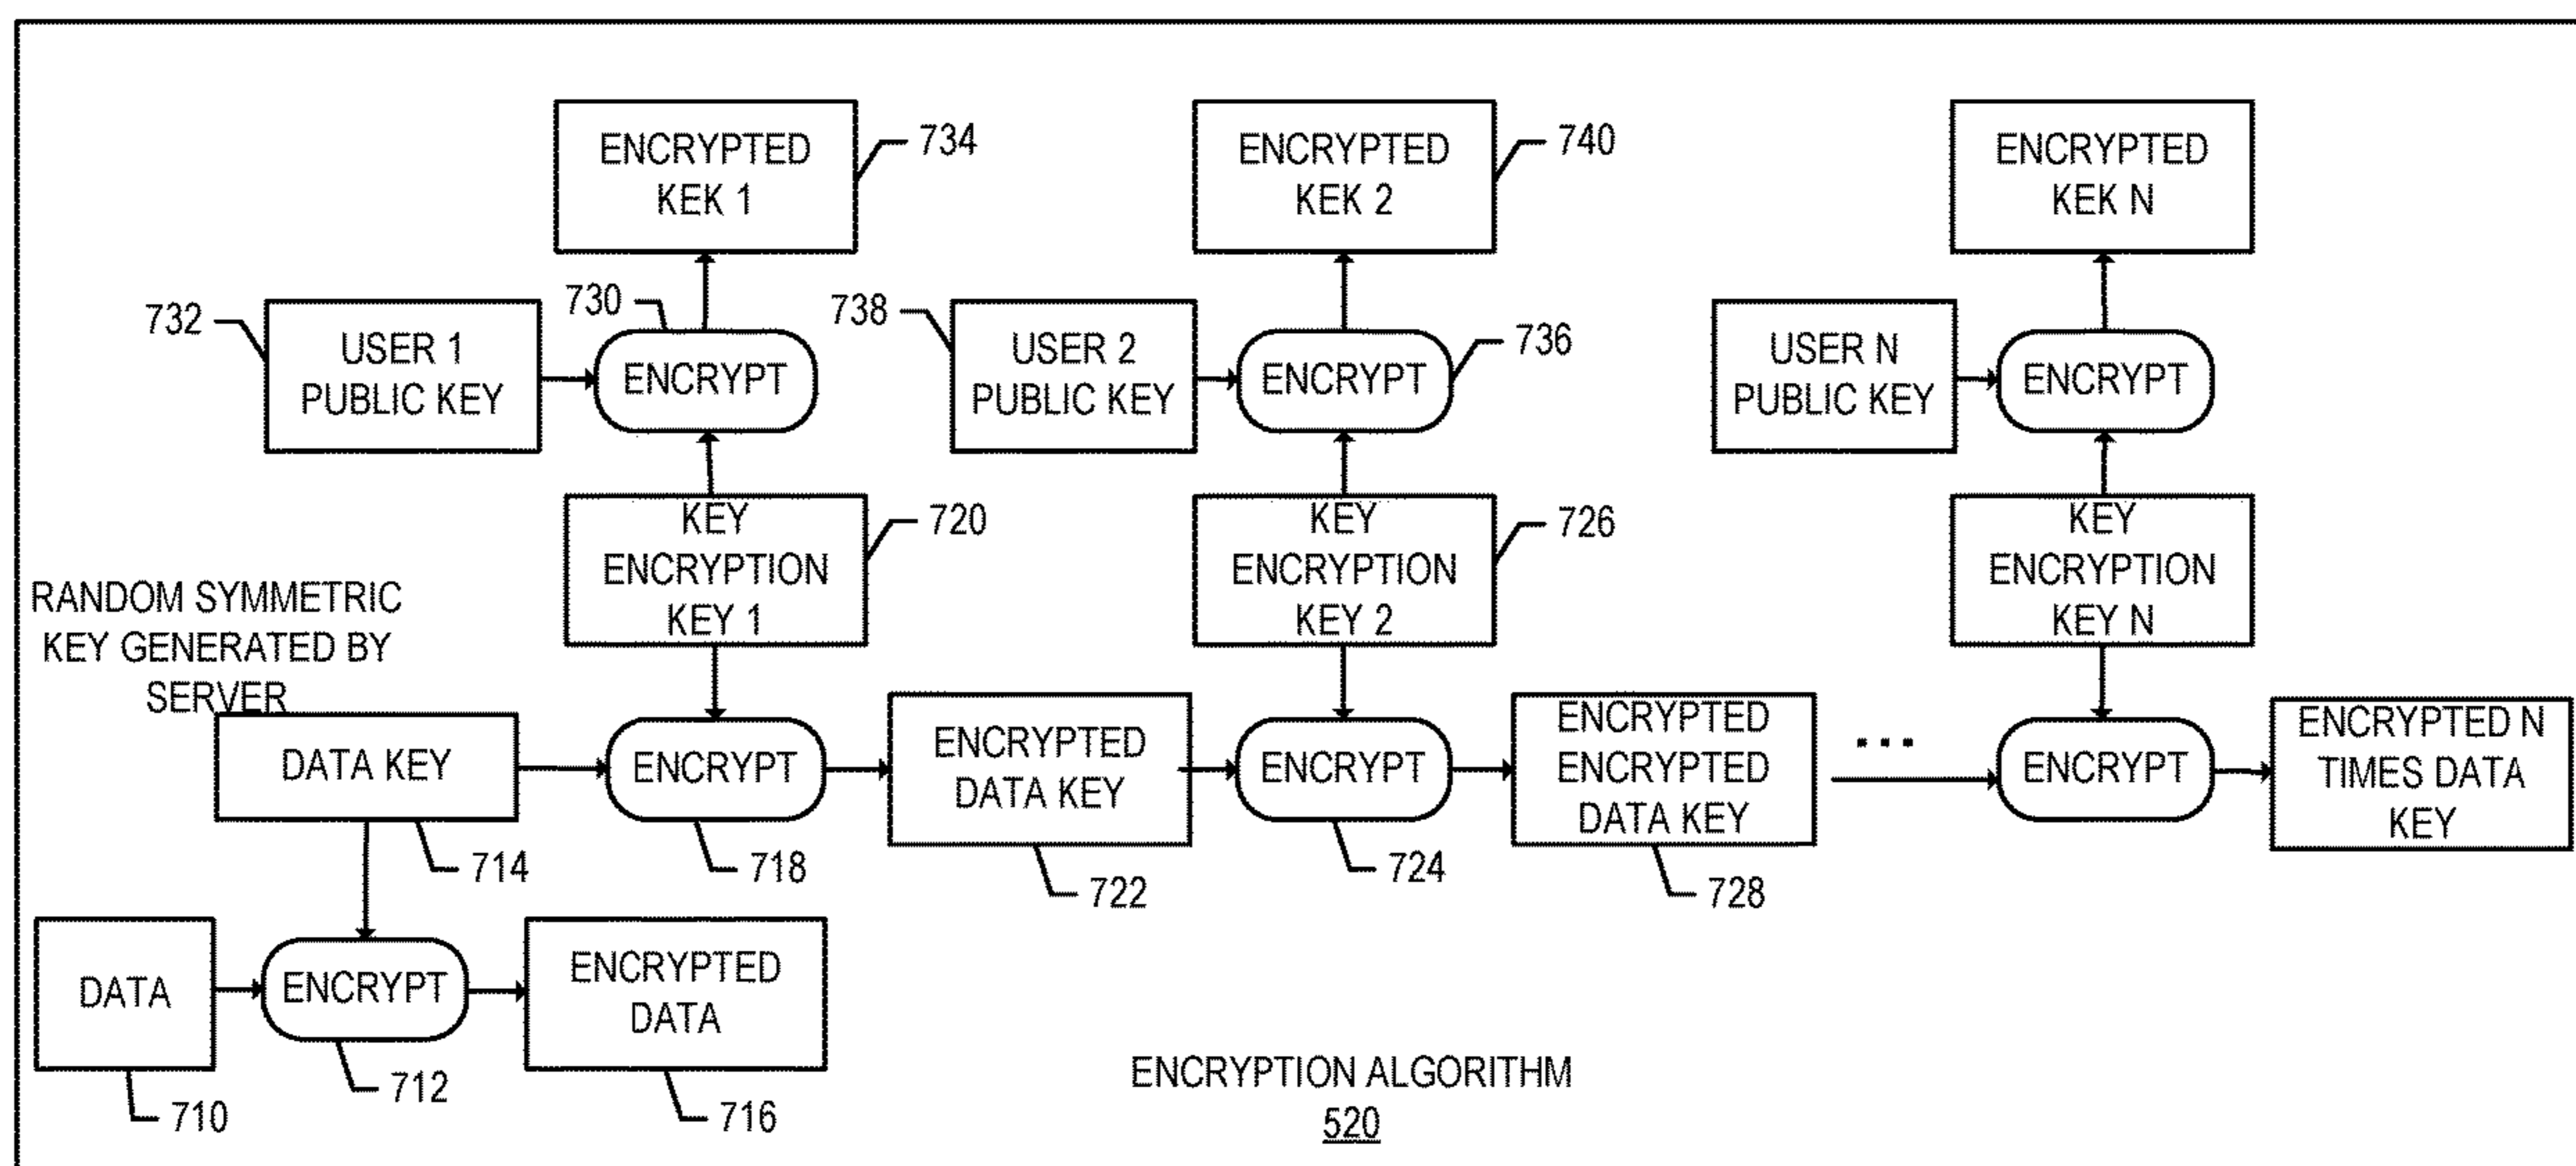 ENCRYPTED
KEK 1
734
ENCRYPTED
KEK 2
740
ENCRYPTED
KEK N
732
USER 1
PUBLIC KEY
730
ENCRYPT
738
USER 2
PUBLIC KEY
ENCRYPT
736
USER N
PUBLIC KEY
ENCRYPT
KEY
ENCRYPTION
KEY 1
720
KEY
ENCRYPTION
KEY 2
726
KEY
ENCRYPTION
KEY N
RANDOM SYMMETRIC
KEY GENERATED BY
SERVER
DATA KEY
714
ENCRYPT
718
ENCRYPTED
DATA KEY
722
ENCRYPT
724
ENCRYPTED
ENCRYPTED
DATA KEY
728
...
ENCRYPT
ENCRYPTED N
TIMES DATA
KEY
DATA
710
ENCRYPT
712
ENCRYPTED
DATA
716
ENCRYPTION ALGORITHM
520